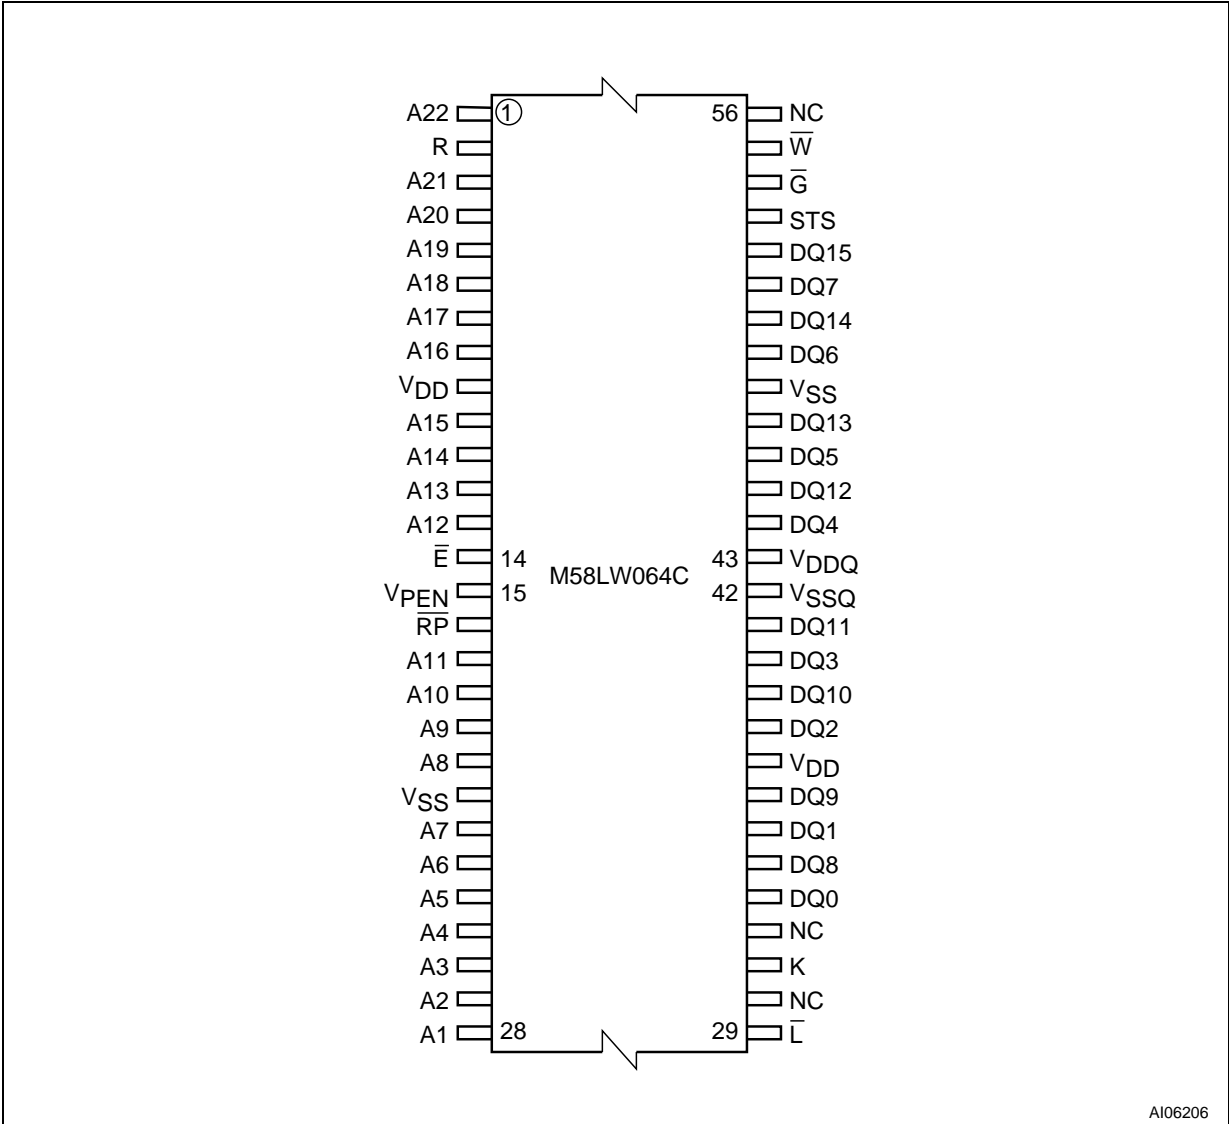 A22 ① 56 NC
R W̅
A21 G̅
A20 STS
A19 DQ15
A18 DQ7
A17 DQ14
A16 DQ6
VDD VSS
A15 DQ13
A14 DQ5
A13 DQ12
A12 DQ4
E̅ 14 43 VDDQ
M58LW064C
VPEN 15 42 VSSQ
R̅P̅ DQ11
A11 DQ3
A10 DQ10
A9 DQ2
A8 VDD
VSS DQ9
A7 DQ1
A6 DQ8
A5 DQ0
A4 NC
A3 K
A2 NC
A1 28 29 L̅
AI06206